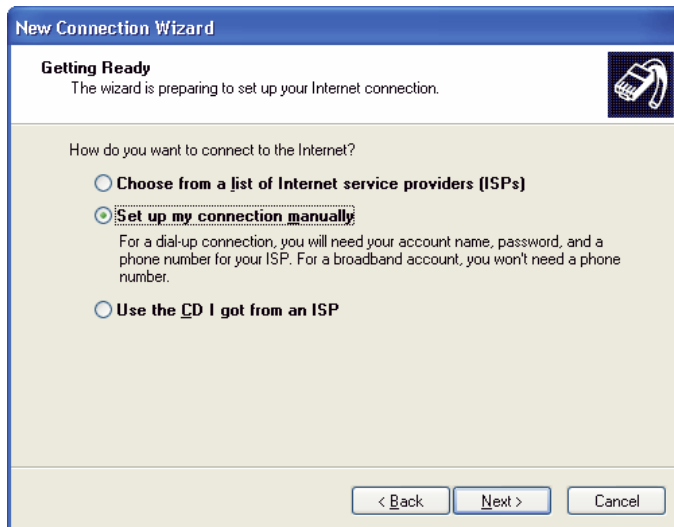 New Connection Wizard
Getting Ready
The wizard is preparing to set up your Internet connection.
How do you want to connect to the Internet?
Choose from a list of Internet service providers (ISPs)
Set up my connection manually
For a dial-up connection, you will need your account name, password, and a
phone number for your ISP. For a broadband account, you won't need a phone
number.
Use the CD I got from an ISP
< Back
Next >
Cancel